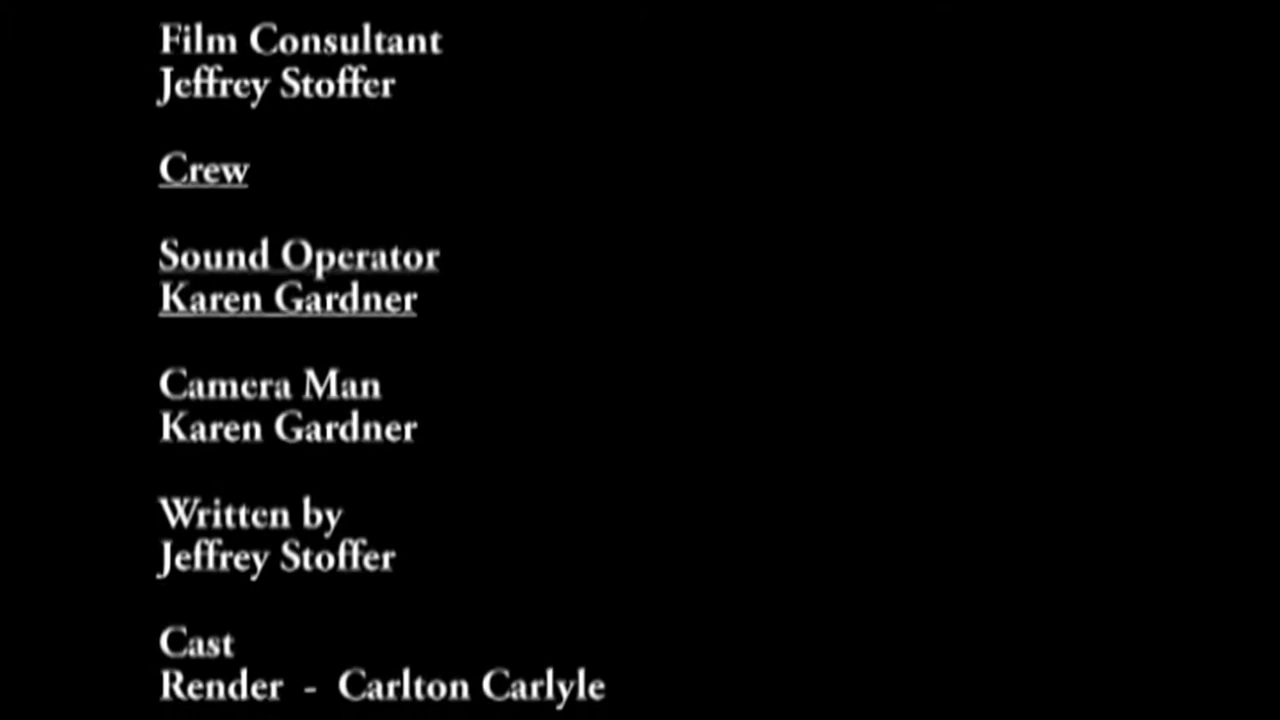 Film Consultant
Jeffrey Stoffer
Crew
Sound Operator
Karen Gardner
Camera Man
Karen Gardner
Written by
Jeffrey Stoffer
Cast
Render - Carlton Carlyle